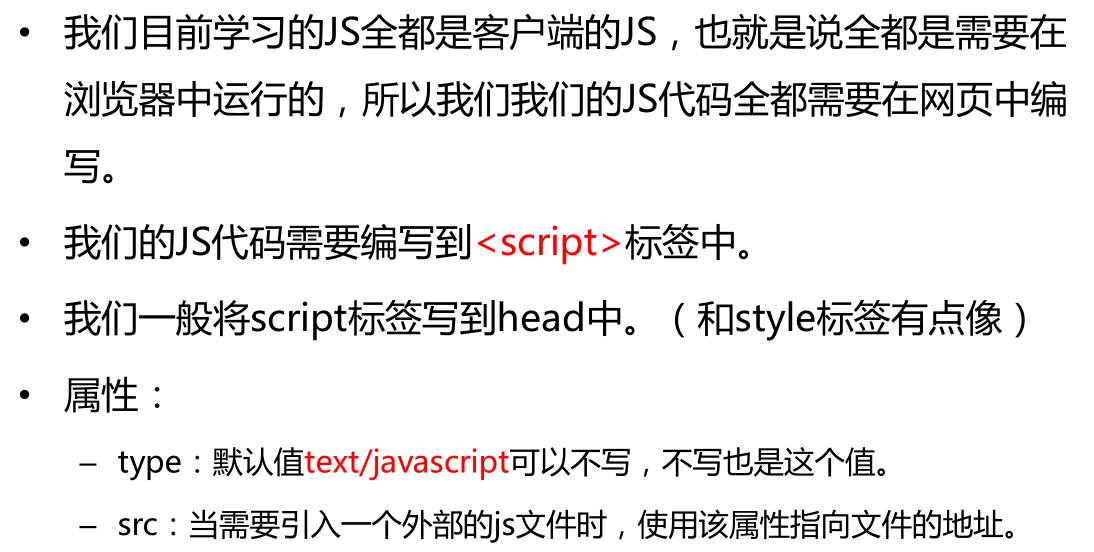 • 我们目前学习的JS全都是客户端的JS，也就是说全都是需要在
浏览器中运行的，所以我们我们的JS代码全都需要在网页中编
写。
• 我们的JS代码需要编写到<script>标签中。
• 我们一般将script标签写到head中。（和style标签有点像）
• 属性：
– type：默认值text/javascript可以不写，不写也是这个值。
– src：当需要引入一个外部的js文件时，使用该属性指向文件的地址。